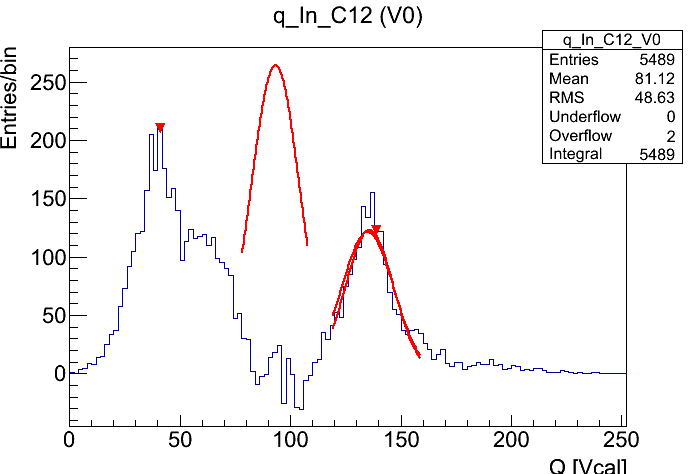 q_In_C12 (V0)
q_In_C12_V0
Entries 5489
Mean 81.12
RMS 48.63
Underflow 0
Overflow 2
Integral 5489
Entries/bin
250
200
150
100
50
0
0 50 100 150 200 250
Q [Vcal]